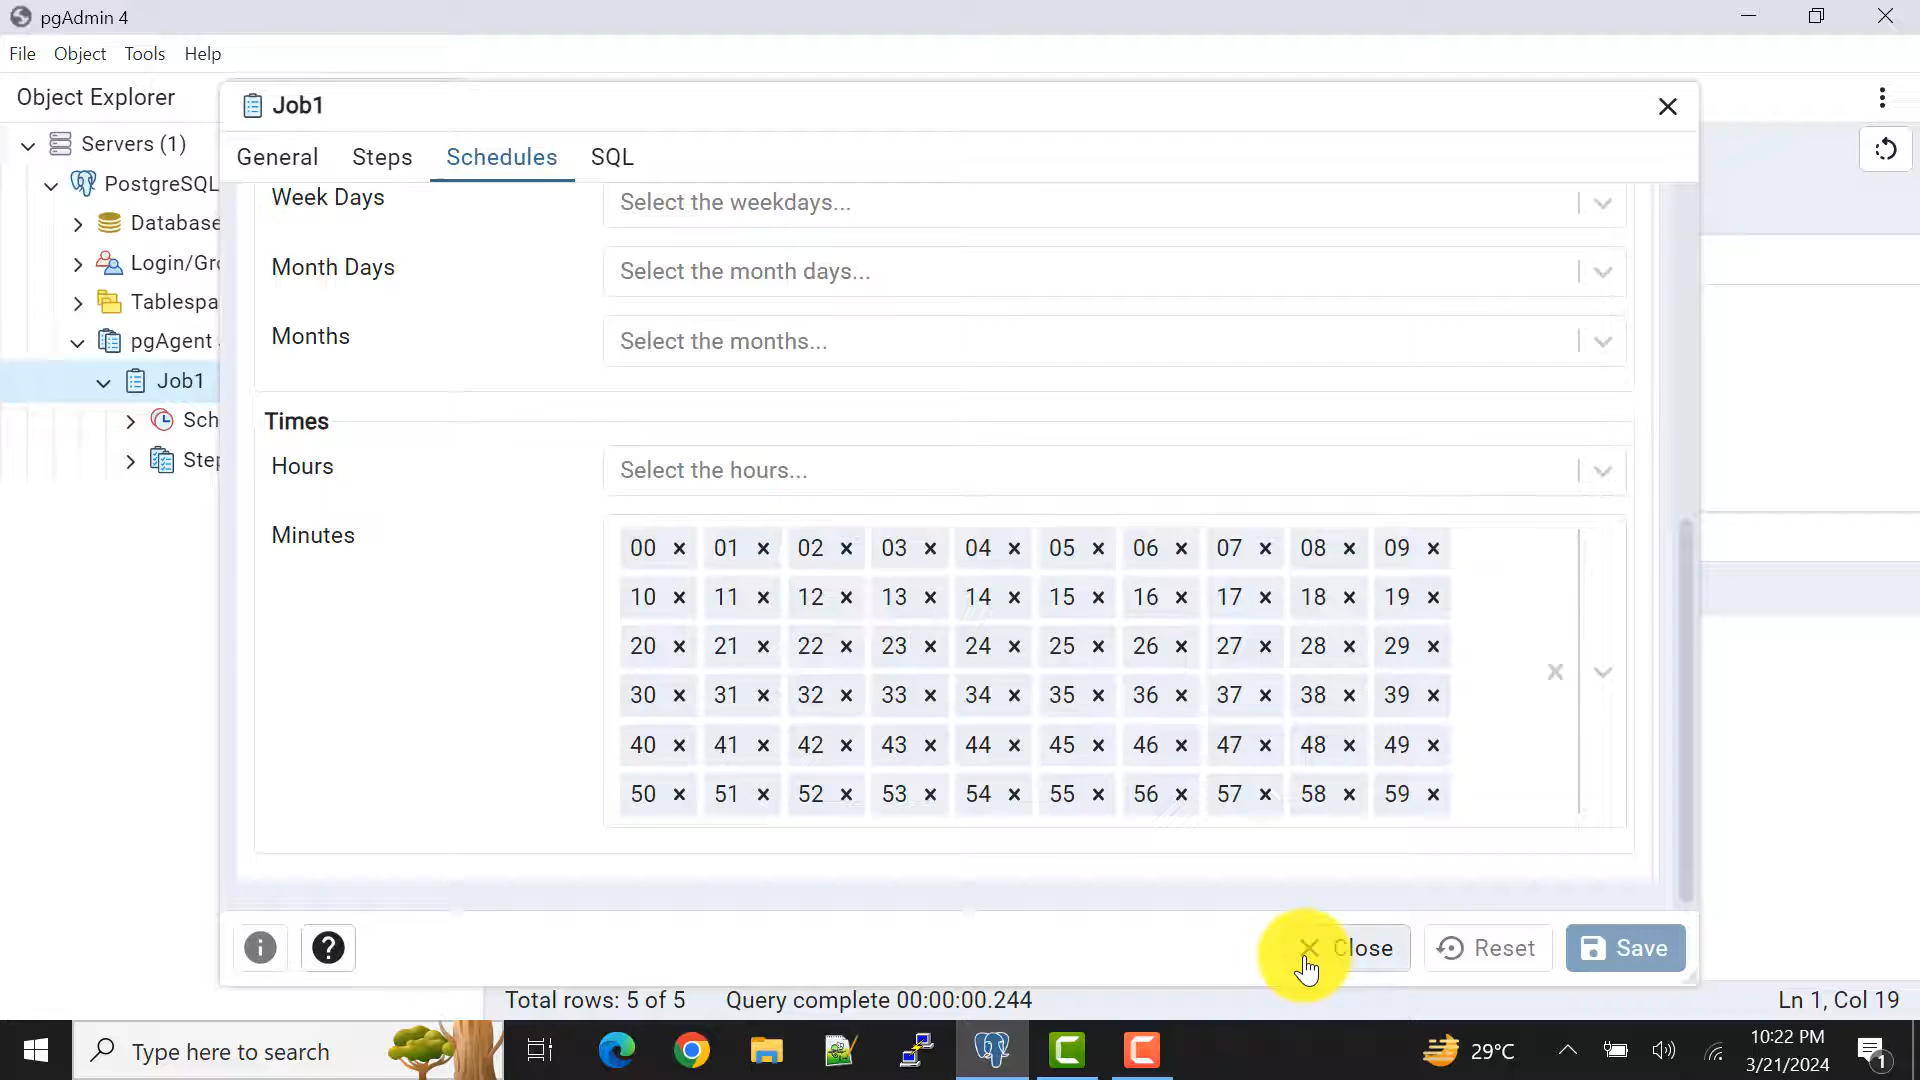 pgAdmin 4
File Object Tools Help
Object Explorer
Servers (1)
PostgreSQL
Database
Login/Gro
Tablespa
pgAgent
Job1
Sch
Step
Job1
General Steps Schedules SQL
Week Days Select the weekdays...
Month Days Select the month days...
Months Select the months...
Times
Hours Select the hours...
Minutes
00 01 02 03 04 05 06 07 08 09
10 11 12 13 14 15 16 17 18 19
20 21 22 23 24 25 26 27 28 29
30 31 32 33 34 35 36 37 38 39
40 41 42 43 44 45 46 47 48 49
50 51 52 53 54 55 56 57 58 59
Close Reset Save
Total rows: 5 of 5 Query complete 00:00:00.244 Ln 1, Col 19
Type here to search
29°C
10:22 PM
3/21/2024
1